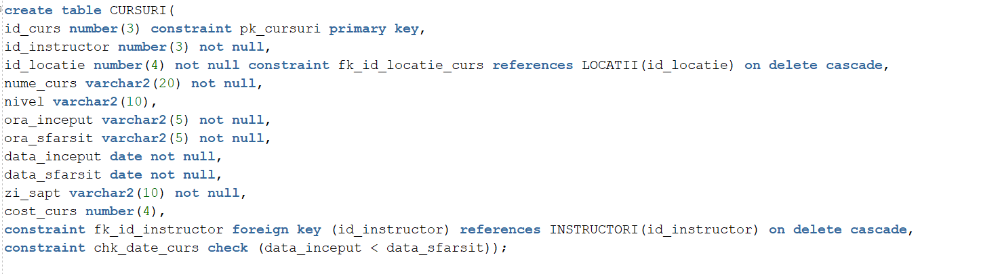 create table CURSURI(
id_curs number(3) constraint pk_cursuri primary key,
id_instructor number(3) not null,
id_locatie number(4) not null constraint fk_id_locatie_curs references LOCATII(id_locatie) on delete cascade,
nume_curs varchar2(20) not null,
nivel varchar2(10),
ora_inceput varchar2(5) not null,
ora_sfarsit varchar2(5) not null,
data_inceput date not null,
data_sfarsit date not null,
zi_sapt varchar2(10) not null,
cost_curs number(4),
constraint fk_id_instructor foreign key (id_instructor) references INSTRUCTORI(id_instructor) on delete cascade,
constraint chk_date_curs check (data_inceput < data_sfarsit));